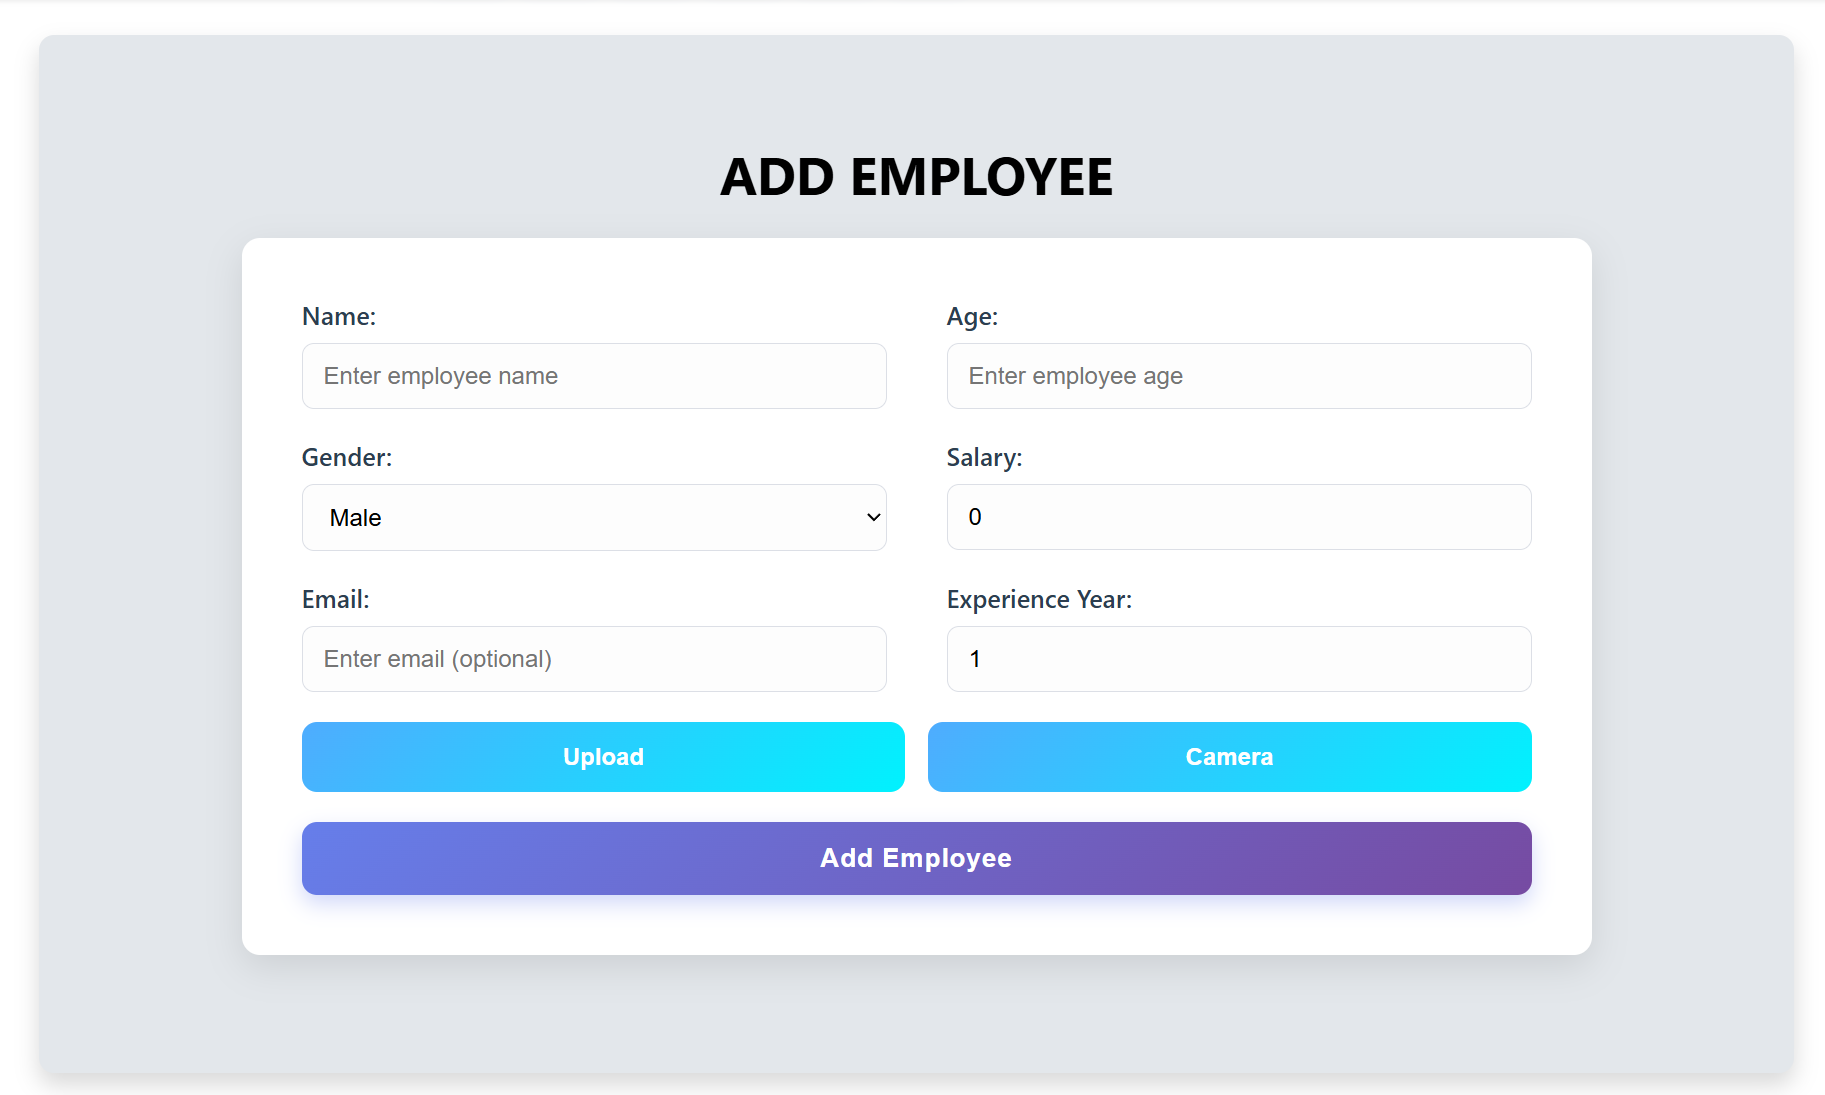 ADD EMPLOYEE
Name:
Enter employee name
Age:
Enter employee age
Gender:
Male
Salary:
0
Email:
Enter email (optional)
Experience Year:
1
Upload
Camera
Add Employee